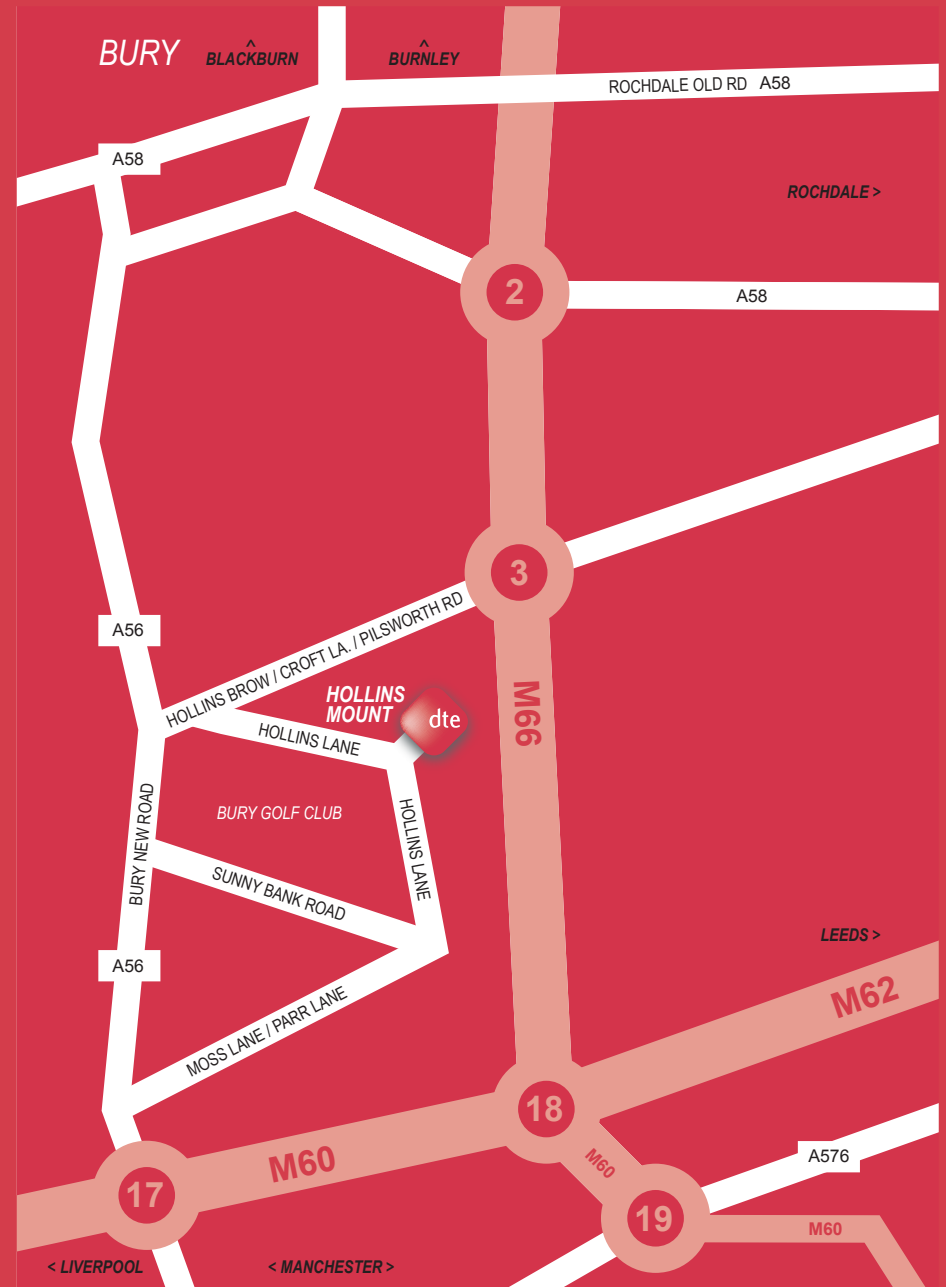 BURY
^
BLACKBURN
^
BURNLEY
ROCHDALE OLD RD A58
A58
ROCHDALE >
2
A58
3
A56
HOLLINS BROW / CROFT LA. / PILSWORTH RD
HOLLINS
MOUNT
dte
M66
HOLLINS LANE
BURY GOLF CLUB
HOLLINS LANE
BURY NEW ROAD
SUNNY BANK ROAD
LEEDS >
A56
M62
MOSS LANE / PARR LANE
18
M60
M60
A576
17
19
M60
< LIVERPOOL
< MANCHESTER >